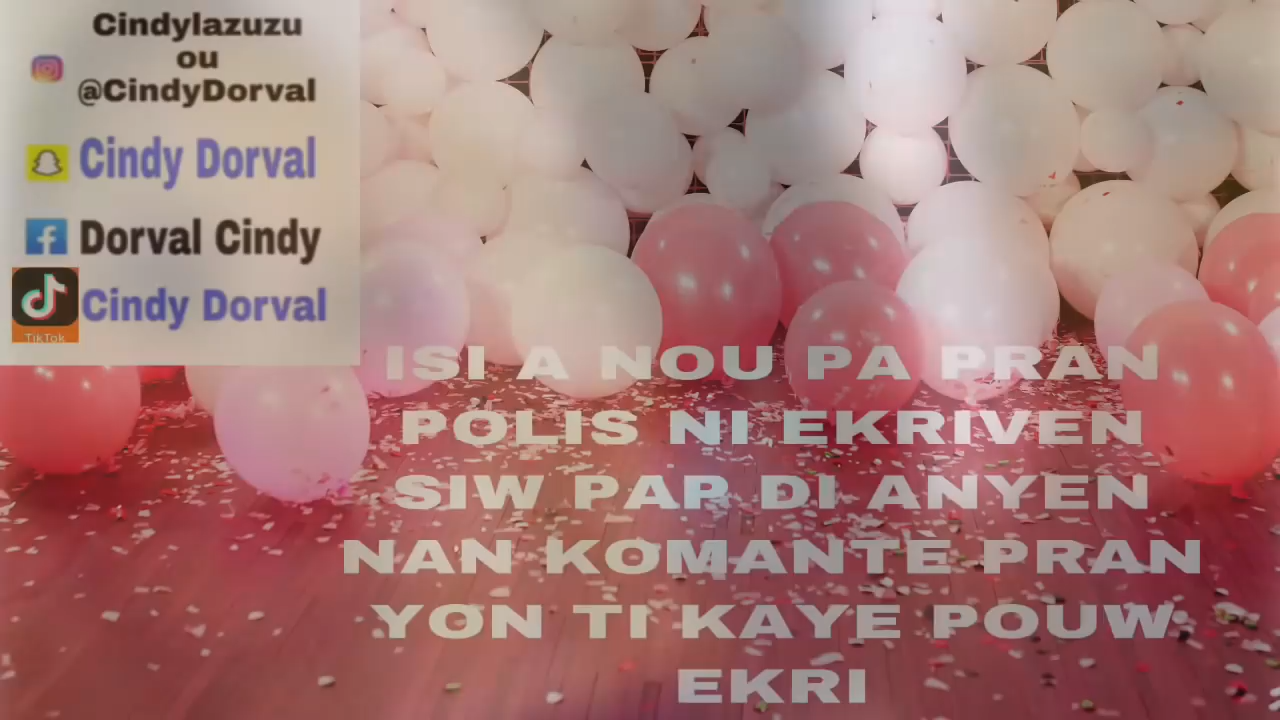 Cindylazuzu
ou
@CindyDorval
Cindy Dorval
Dorval Cindy
Cindy Dorval
TikTok
ISI A NOU PA PRAN
POLIS NI EKRIVEN
SIW PAP DI ANYEN
NAN KOMANTÈ PRAN
YON TI KAYE POUW
EKRI